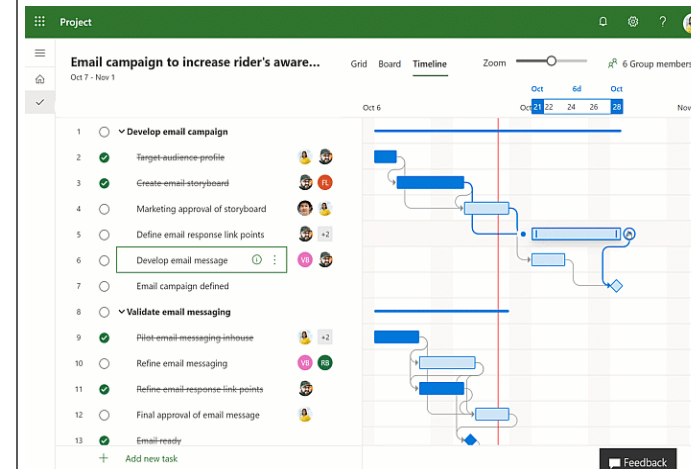 Project
?
Email campaign to increase rider's aware...
Oct 7 - Nov 1
Grid Board Timeline
Zoom
6 Group members
Oct 6d Oct
Oct 6
Oct 21 22 24 26 28
Nov
1 Develop email campaign
2 Target audience profile
3 Create email storyboard FL
4 Marketing approval of storyboard
5 Define email response link points +2
6 Develop email message VB
7 Email campaign defined
8 Validate email messaging
9 Pilot email messaging inhouse +2
10 Refine email messaging VB RB
11 Refine email response link points
12 Final approval of email message
13 Email ready
+ Add new task
Feedback